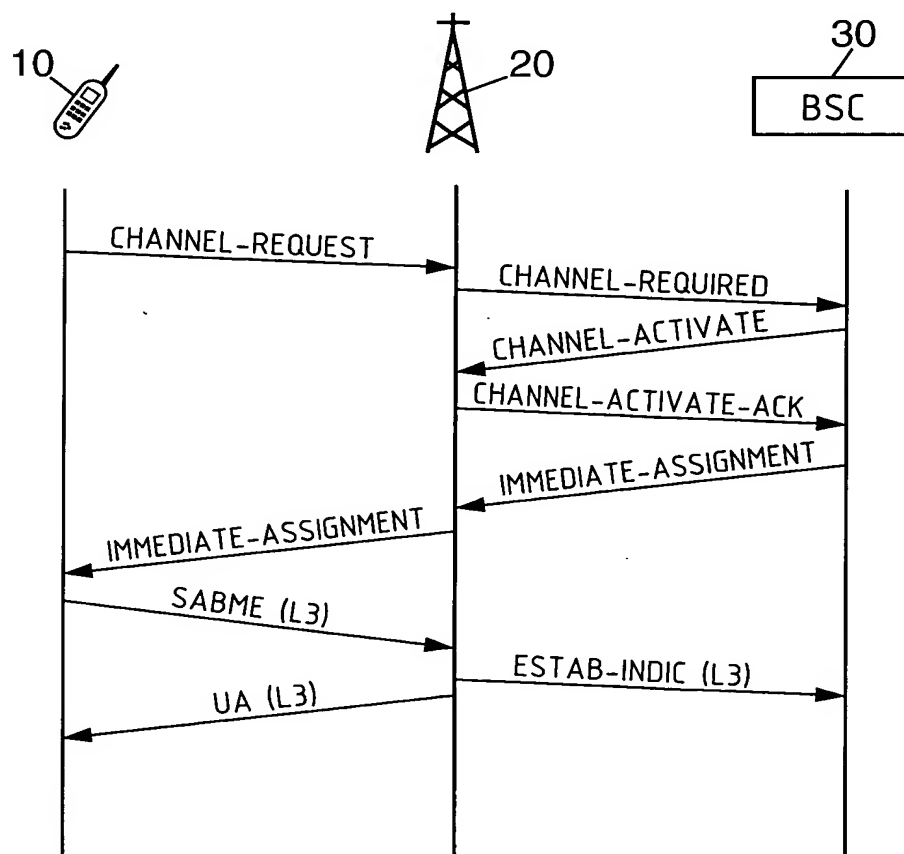 10
20
30
BSC
CHANNEL-REQUEST
CHANNEL-REQUIRED
CHANNEL-ACTIVATE
CHANNEL-ACTIVATE-ACK
IMMEDIATE-ASSIGNMENT
IMMEDIATE-ASSIGNMENT
SABME (L3)
ESTAB-INDIC (L3)
UA (L3)